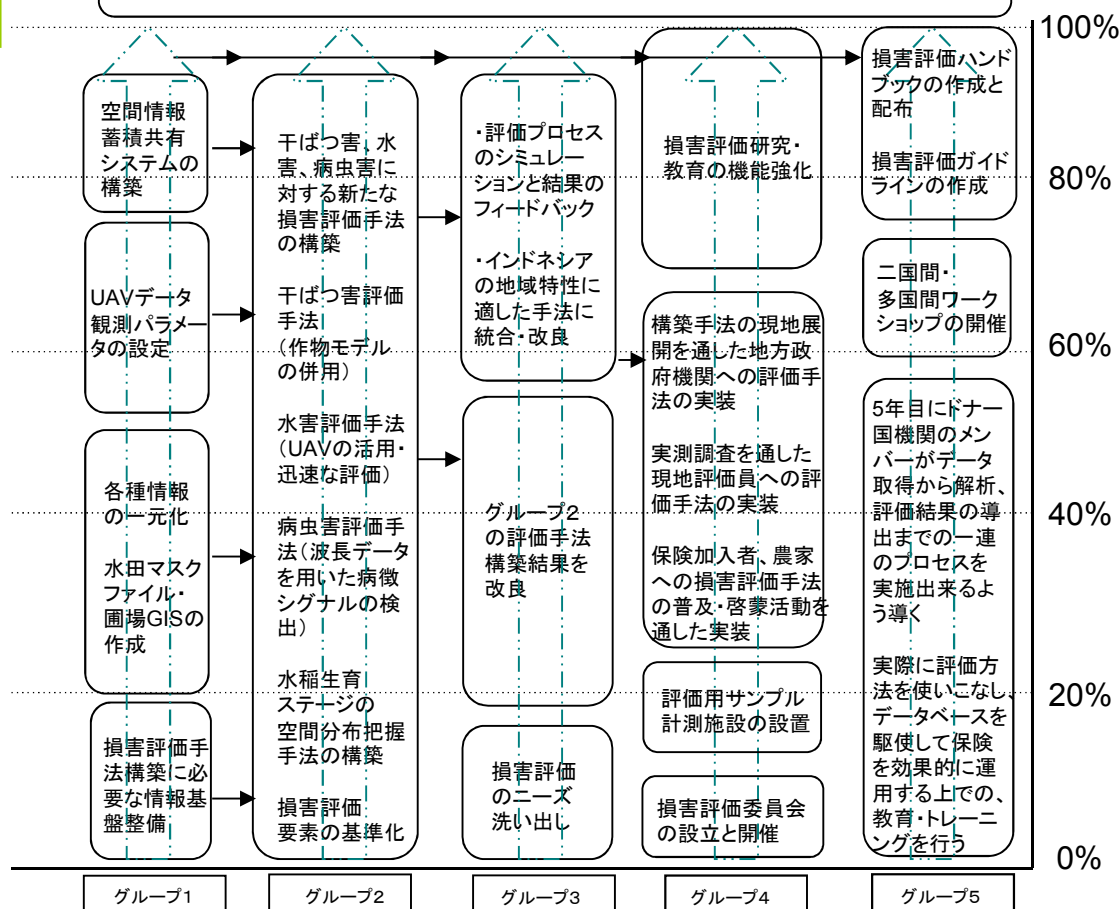 100%
80%
60%
40%
20%
0%
空間情報
蓄積共有
システムの
構築
UAVデータ
観測パラメー
タの設定
各種情報
の一元化
水田マスク
ファイル・
圃場GISの
作成
損害評価手
法構築に必
要な情報基
盤整備
グループ1
干ばつ害、水
害、病虫害に
対する新たな
損害評価手法
の構築
干ばつ害評価
手法
(作物モデル
の併用)
水害評価手法
(UAVの活用・
迅速な評価)
病虫害評価手
法(波長データ
を用いた病徴
シグナルの検
出)
水稲生育
ステージの
空間分布把握
手法の構築
損害評価
要素の基準化
グループ2
・評価プロセス
のシミュレー
ションと結果の
フィードバック
・インドネシア
の地域特性に
適した手法に
統合・改良
グループ2
の評価手法
構築結果を
改良
損害評価
のニーズ
洗い出し
グループ3
損害評価研究・
教育の機能強化
構築手法の現地展
開を通した地方政
府機関への評価手
法の実装
実測調査を通した
現地評価員への評
価手法の実装
保険加入者、農家
への損害評価手法
の普及・啓蒙活動を
通した実装
評価用サンプル
計測施設の設置
損害評価委員会
の設立と開催
グループ4
損害評価ハンド
ブックの作成と
配布
損害評価ガイド
ラインの作成
二国間・
多国間ワーク
ショップの開催
5年目にドナー
国機関のメン
バーがデータ
取得から解析、
評価結果の導
出までの一連
のプロセスを
実施出来るよ
う導く
実際に評価方
法を使いこなし、
データベースを
駆使して保険
を効果的に運
用する上での、
教育・トレーニ
ングを行う
グループ5